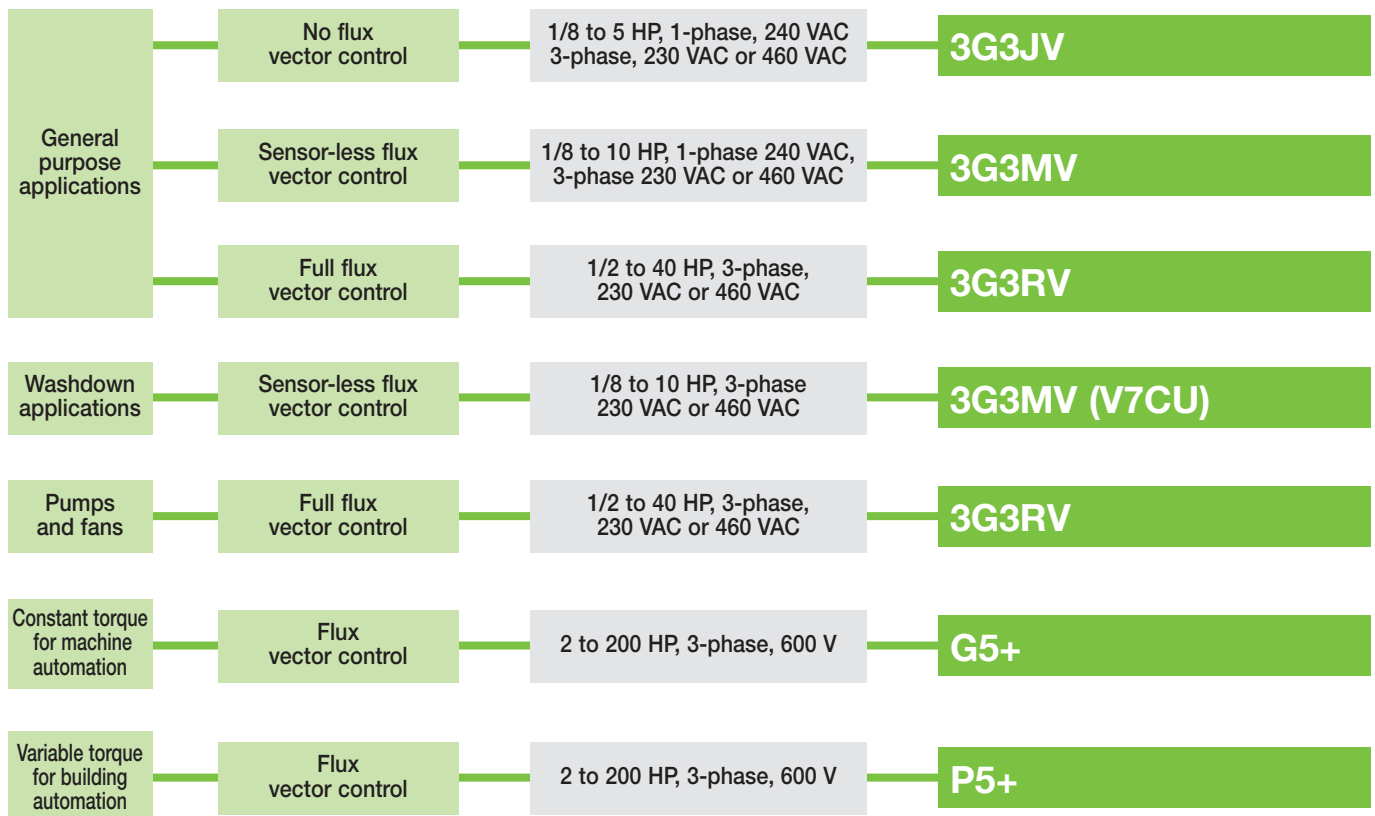 General
purpose
applications
No flux
vector control
1/8 to 5 HP, 1-phase, 240 VAC
3-phase, 230 VAC or 460 VAC
3G3JV
Sensor-less flux
vector control
1/8 to 10 HP, 1-phase 240 VAC,
3-phase 230 VAC or 460 VAC
3G3MV
Full flux
vector control
1/2 to 40 HP, 3-phase,
230 VAC or 460 VAC
3G3RV
Washdown
applications
Sensor-less flux
vector control
1/8 to 10 HP, 3-phase
230 VAC or 460 VAC
3G3MV (V7CU)
Pumps
and fans
Full flux
vector control
1/2 to 40 HP, 3-phase,
230 VAC or 460 VAC
3G3RV
Constant torque
for machine
automation
Flux
vector control
2 to 200 HP, 3-phase, 600 V
G5+
Variable torque
for building
automation
Flux
vector control
2 to 200 HP, 3-phase, 600 V
P5+